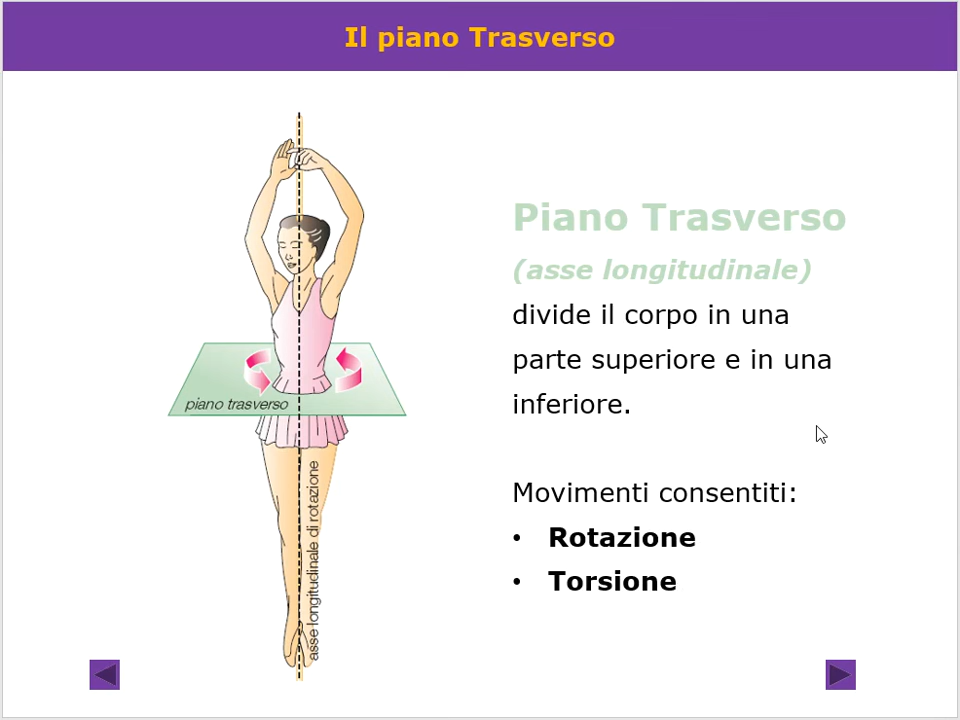 Il piano Trasverso
piano trasverso
asse longitudinale di rotazione
Piano Trasverso
(asse longitudinale)
divide il corpo in una
parte superiore e in una
inferiore.
Movimenti consentiti:
• Rotazione
• Torsione